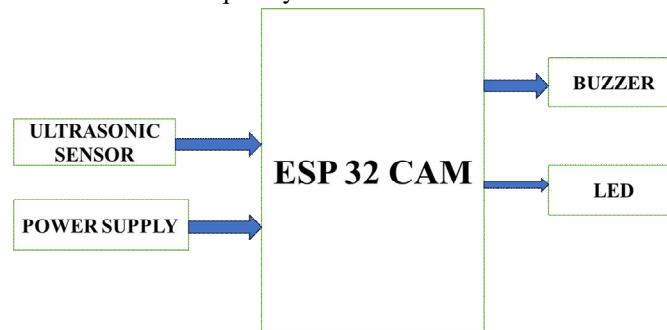 ULTRASONIC
SENSOR
POWER SUPPLY
ESP 32 CAM
BUZZER
LED